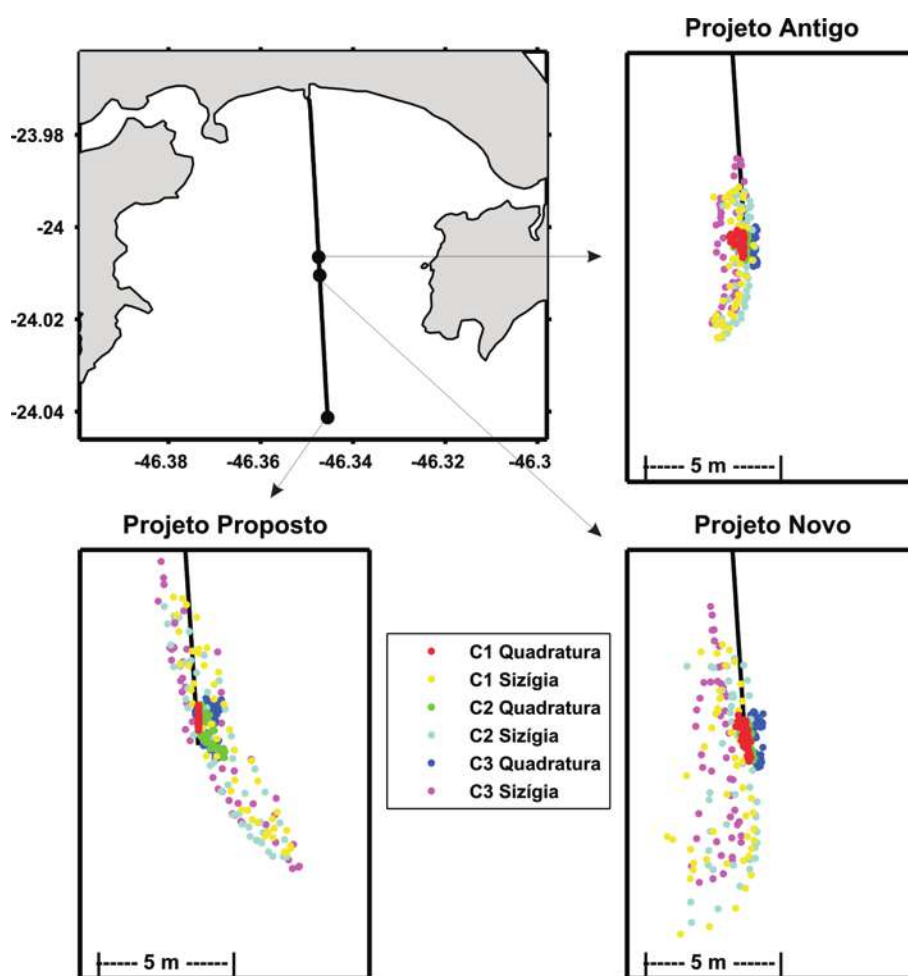 Projeto Antigo
-23.98
-24
-24.02
-24.04
-46.38
-46.36
-46.34
-46.32
-46.3
|------ 5 m ------|
Projeto Proposto
Projeto Novo
C1 Quadratura
C1 Sizígia
C2 Quadratura
C2 Sizígia
C3 Quadratura
C3 Sizígia
|------ 5 m ------|
|------ 5 m ------|